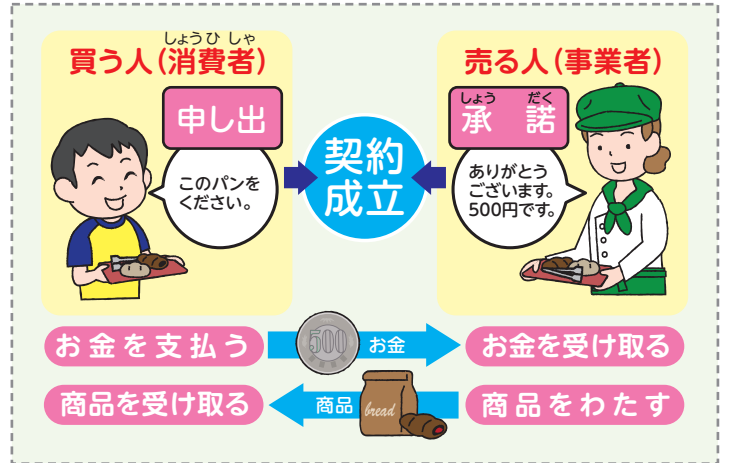 しょうひしゃ
買う人(消費者)
申し出
このパンを
ください。
契約
成立
売る人(事業者)
しょう だく
承諾
ありがとう
ございます。
500円です。
お金を支払う
500
お金
お金を受け取る
商品を受け取る
商品
bread
商品をわたす